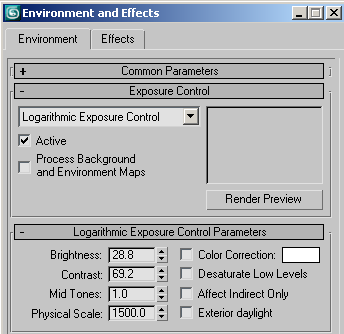 Environment and Effects
Environment
Effects
+ Common Parameters
- Exposure Control
Logarithmic Exposure Control
Active
Process Background
and Environment Maps
Render Preview
- Logarithmic Exposure Control Parameters
Brightness: 28.8 Color Correction:
Contrast: 69.2 Desaturate Low Levels
Mid Tones: 1.0 Affect Indirect Only
Physical Scale: 1500.0 Exterior daylight